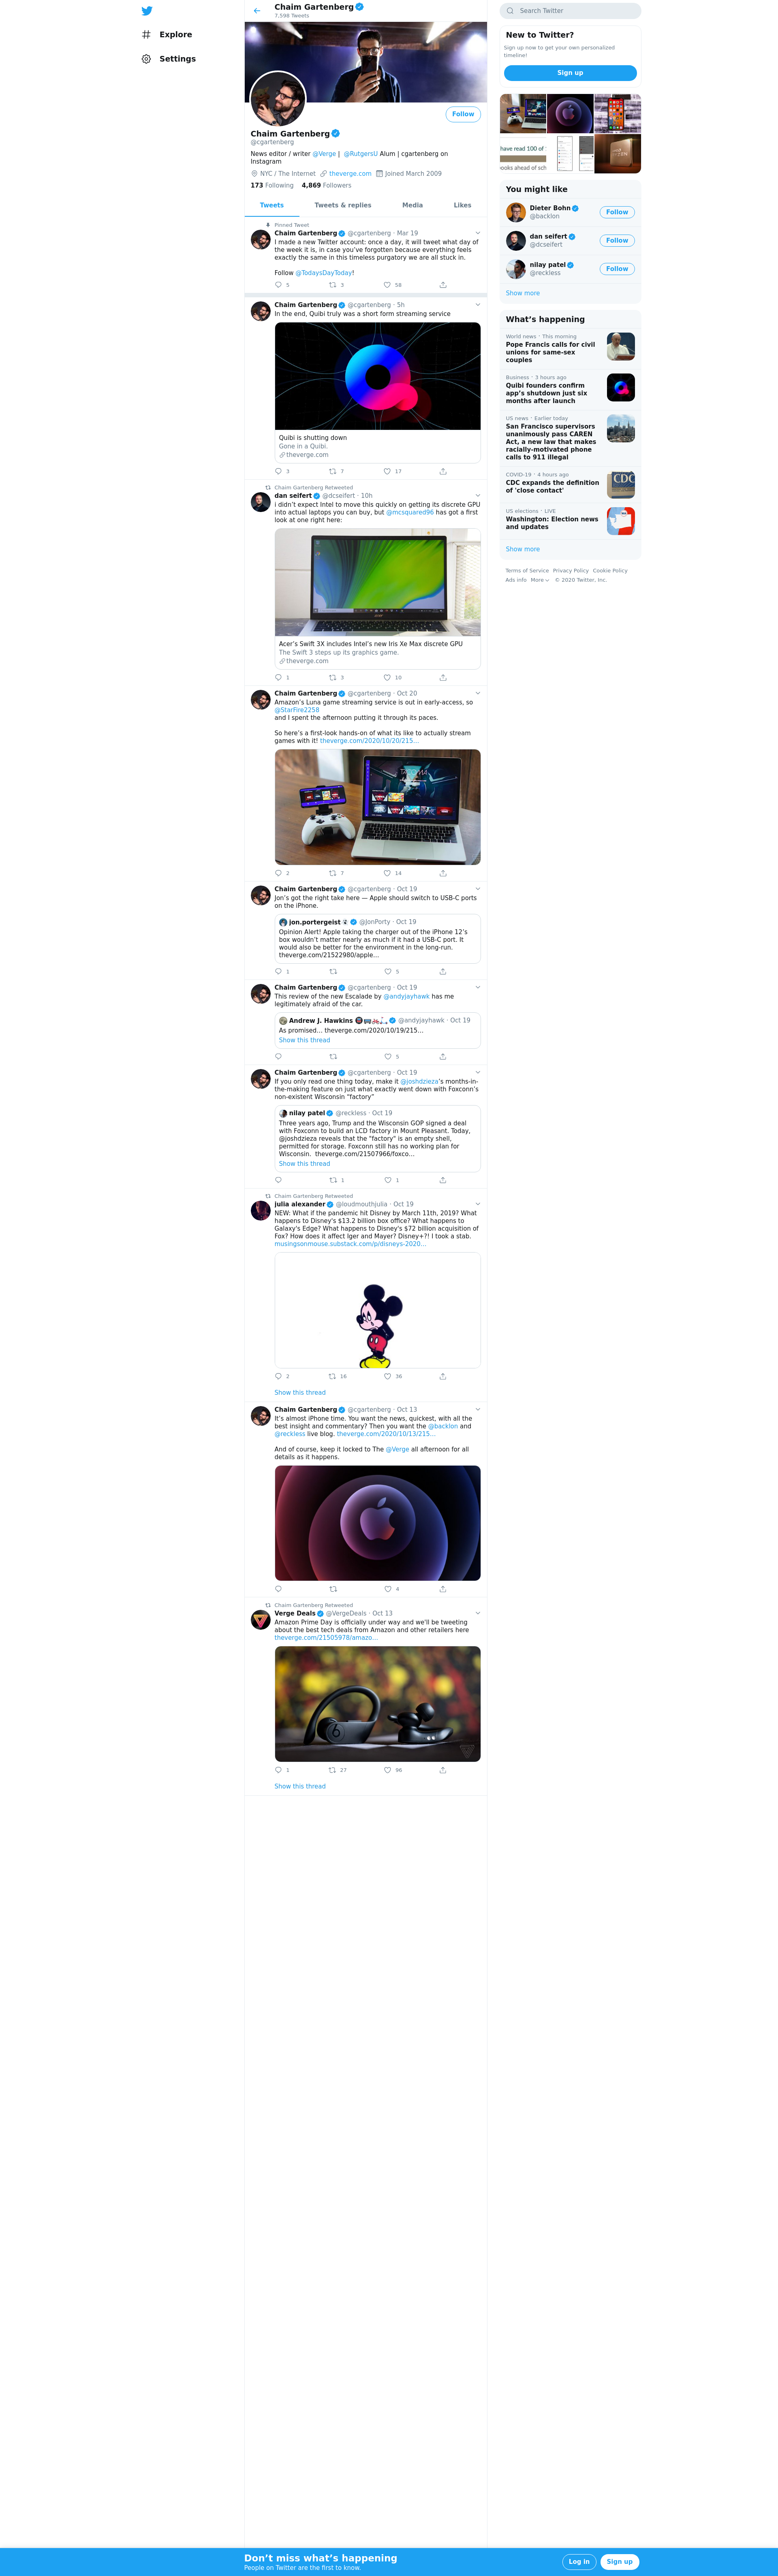 Explore
Settings
Chaim Gartenberg
7,598 Tweets
Follow
Chaim Gartenberg
@cgartenberg
News editor / writer @Verge | @RutgersU Alum | cgartenberg on
Instagram
NYC / The Internet theverge.com Joined March 2009
173 Following 4,869 Followers
Tweets Tweets & replies Media Likes
Pinned Tweet
Chaim Gartenberg @cgartenberg · Mar 19
I made a new Twitter account: once a day, it will tweet what day of
the week it is, in case you've forgotten because everything feels
exactly the same in this timeless purgatory we are all stuck in.
Follow @TodaysDayToday!
5 3 58
Chaim Gartenberg @cgartenberg · 5h
In the end, Quibi truly was a short form streaming service
Quibi is shutting down
Gone in a Quibi.
theverge.com
3 7 17
Chaim Gartenberg Retweeted
dan seifert @dcseifert · 10h
i didn't expect Intel to move this quickly on getting its discrete GPU
into actual laptops you can buy, but @mcsquared96 has got a first
look at one right here:
Acer's Swift 3X includes Intel's new Iris Xe Max discrete GPU
The Swift 3 steps up its graphics game.
theverge.com
1 3 10
Chaim Gartenberg @cgartenberg · Oct 20
Amazon's Luna game streaming service is out in early-access, so
@StarFire2258
and I spent the afternoon putting it through its paces.
So here's a first-look hands-on of what its like to actually stream
games with it! theverge.com/2020/10/20/215…
2 7 14
Chaim Gartenberg @cgartenberg · Oct 19
Jon's got the right take here — Apple should switch to USB-C ports
on the iPhone.
jon.portergeist @JonPorty · Oct 19
Opinion Alert! Apple taking the charger out of the iPhone 12's
box wouldn't matter nearly as much if it had a USB-C port. It
would also be better for the environment in the long-run.
theverge.com/21522980/apple…
1 5
Chaim Gartenberg @cgartenberg · Oct 19
This review of the new Escalade by @andyjayhawk has me
legitimately afraid of the car.
Andrew J. Hawkins @andyjayhawk · Oct 19
As promised… theverge.com/2020/10/19/215…
Show this thread
5
Chaim Gartenberg @cgartenberg · Oct 19
If you only read one thing today, make it @joshdzieza's months-in-
the-making feature on just what exactly went down with Foxconn's
non-existent Wisconsin "factory"
nilay patel @reckless · Oct 19
Three years ago, Trump and the Wisconsin GOP signed a deal
with Foxconn to build an LCD factory in Mount Pleasant. Today,
@joshdzieza reveals that the "factory" is an empty shell,
permitted for storage. Foxconn still has no working plan for
Wisconsin. theverge.com/21507966/foxco…
Show this thread
1 1
Chaim Gartenberg Retweeted
julia alexander @loudmouthjulia · Oct 19
NEW: What if the pandemic hit Disney by March 11th, 2019? What
happens to Disney's $13.2 billion box office? What happens to
Galaxy's Edge? What happens to Disney's $72 billion acquisition of
Fox? How does it affect Iger and Mayer? Disney+?! I took a stab.
musingsonmouse.substack.com/p/disneys-2020…
2 16 36
Show this thread
Chaim Gartenberg @cgartenberg · Oct 13
It's almost iPhone time. You want the news, quickest, with all the
best insight and commentary? Then you want the @backlon and
@reckless live blog. theverge.com/2020/10/13/215…
And of course, keep it locked to The @Verge all afternoon for all
details as it happens.
4
Chaim Gartenberg Retweeted
Verge Deals @VergeDeals · Oct 13
Amazon Prime Day is officially under way and we'll be tweeting
about the best tech deals from Amazon and other retailers here
theverge.com/21505978/amazo…
1 27 96
Show this thread
Search Twitter
New to Twitter?
Sign up now to get your own personalized
timeline!
Sign up
have read 100 of
ooks ahead of sch
You might like
Dieter Bohn
@backlon
Follow
dan seifert
@dcseifert
Follow
nilay patel
@reckless
Follow
Show more
What's happening
World news · This morning
Pope Francis calls for civil
unions for same-sex
couples
Business · 3 hours ago
Quibi founders confirm
app's shutdown just six
months after launch
US news · Earlier today
San Francisco supervisors
unanimously pass CAREN
Act, a new law that makes
racially-motivated phone
calls to 911 illegal
COVID-19 · 4 hours ago
CDC expands the definition
of 'close contact'
CDC
US elections · LIVE
Washington: Election news
and updates
Show more
Terms of Service Privacy Policy Cookie Policy
Ads info More © 2020 Twitter, Inc.
Don't miss what's happening
People on Twitter are the first to know.
Log in Sign up